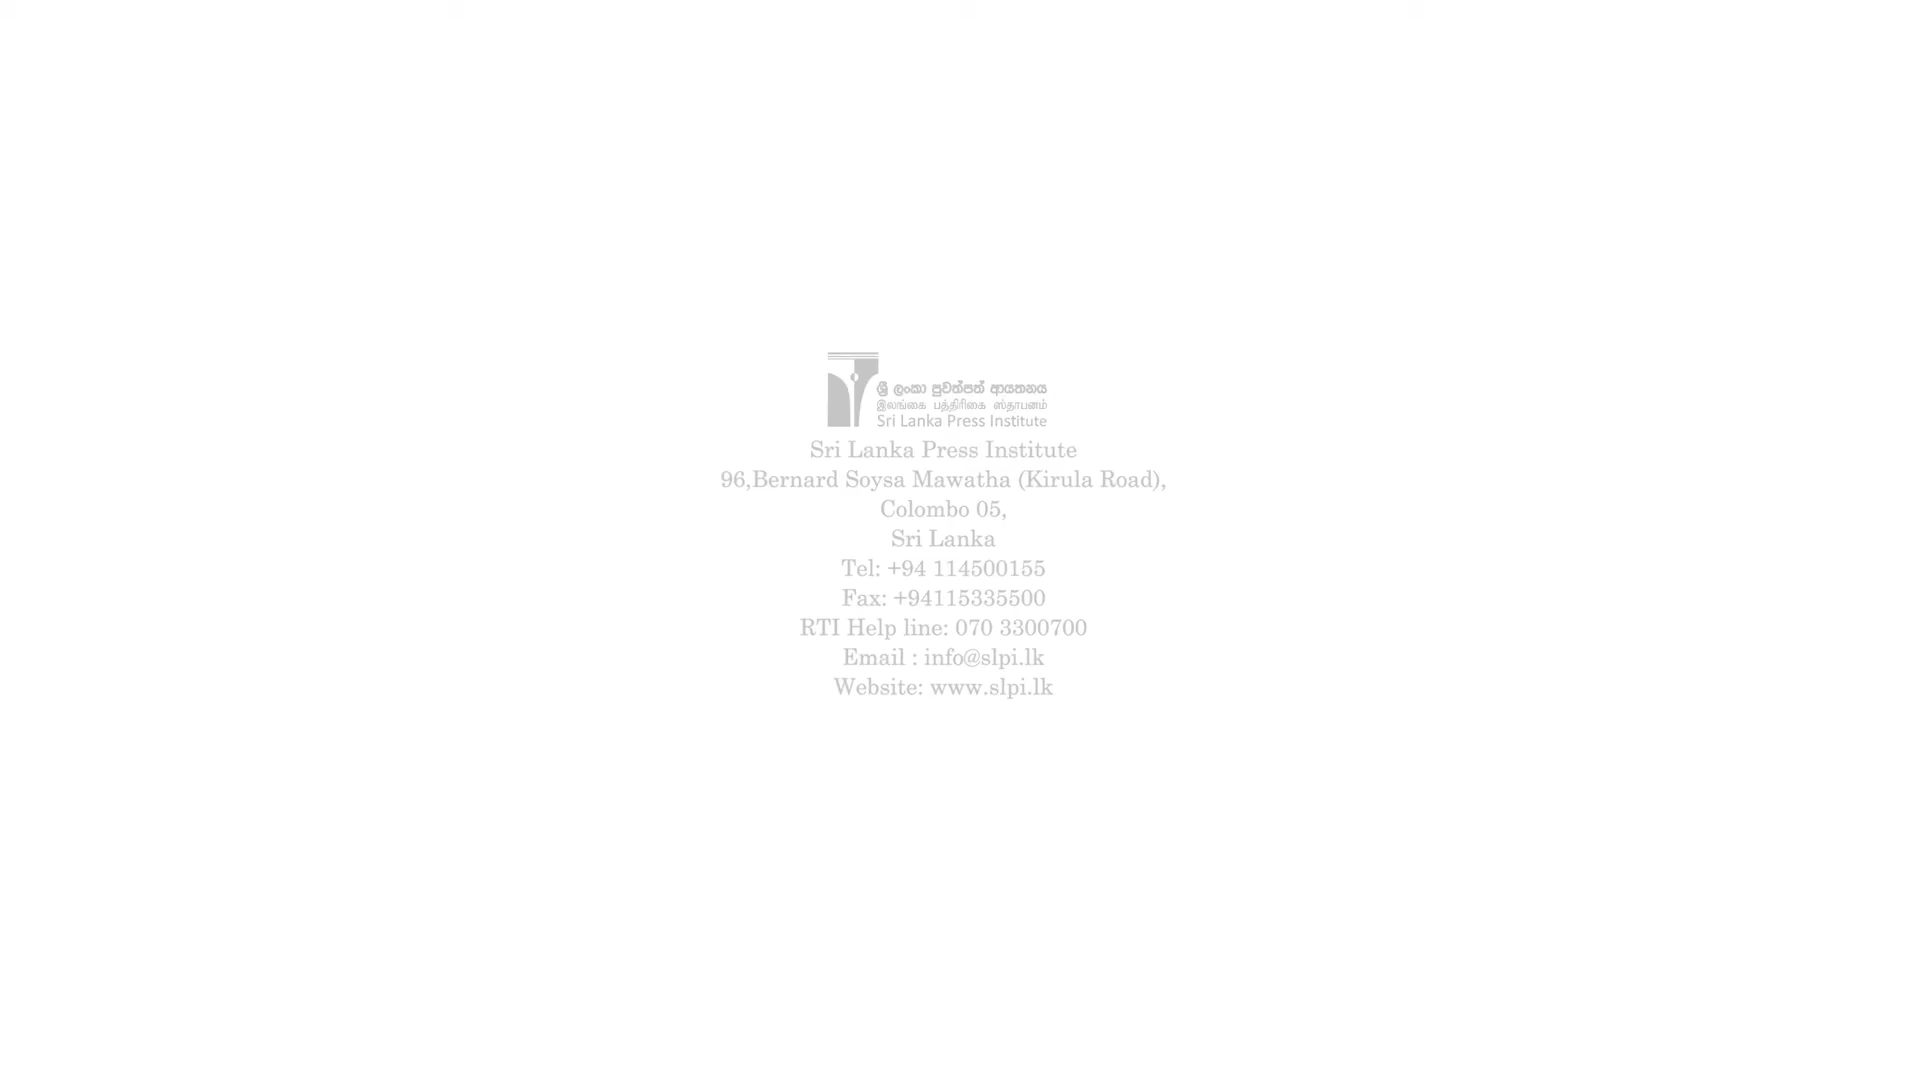 ශ්‍රී ලංකා පුවත්පත් ආයතනය
இலங்கை பத்திரிகை ஸ்தாபனம்
Sri Lanka Press Institute
Sri Lanka Press Institute
96,Bernard Soysa Mawatha (Kirula Road),
Colombo 05,
Sri Lanka
Tel: +94 114500155
Fax: +94115335500
RTI Help line: 070 3300700
Email : info@slpi.lk
Website: www.slpi.lk